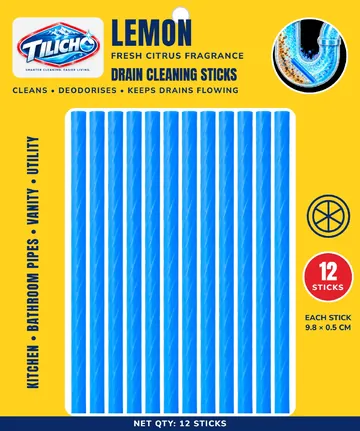 TILICHO
SMARTER CLEANING. EASIER LIVING.
LEMON
FRESH CITRUS FRAGRANCE
DRAIN CLEANING STICKS
CLEANS • DEODORISES • KEEPS DRAINS FLOWING
KITCHEN • BATHROOM PIPES • VANITY • UTILITY
12
STICKS
EACH STICK
9.8 × 0.5 CM
NET QTY: 12 STICKS